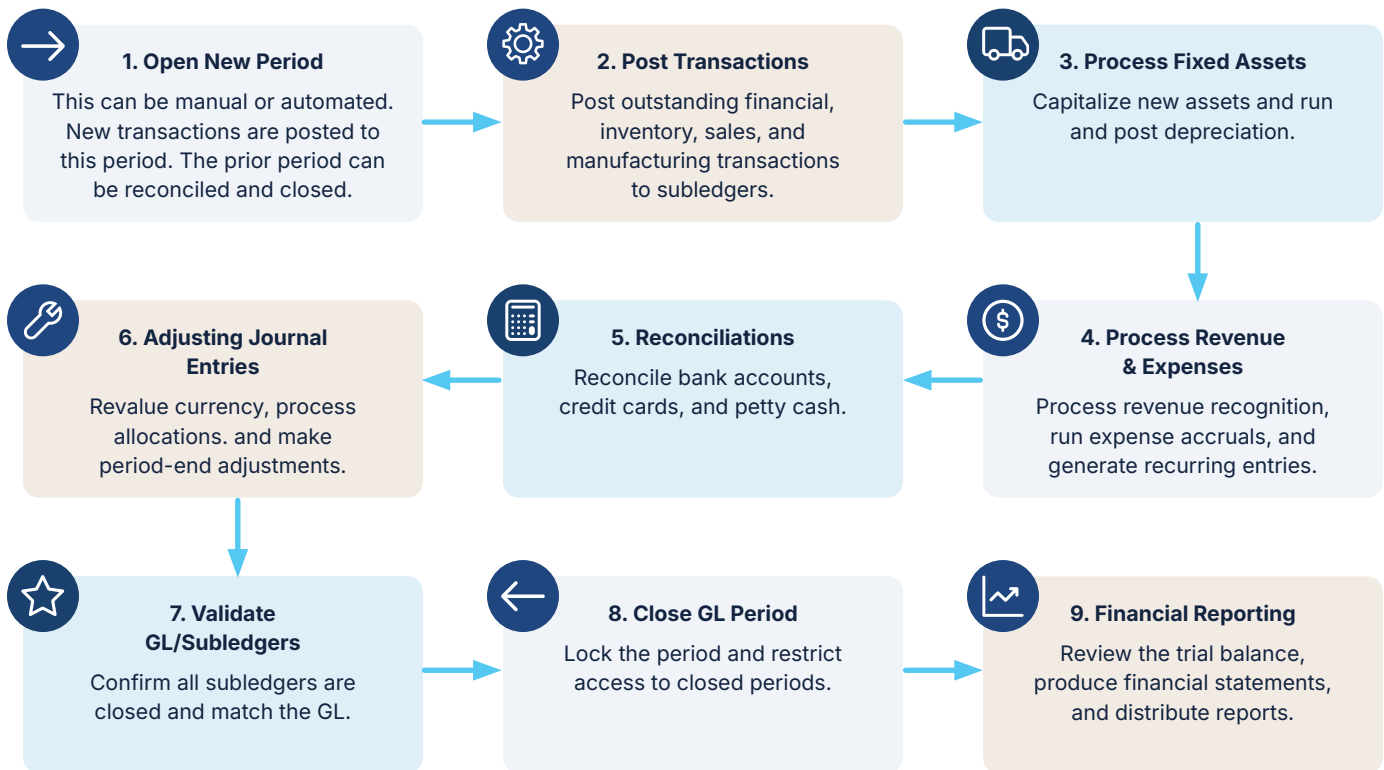 1. Open New Period
This can be manual or automated.
New transactions are posted to
this period. The prior period can
be reconciled and closed.
2. Post Transactions
Post outstanding financial,
inventory, sales, and
manufacturing transactions
to subledgers.
3. Process Fixed Assets
Capitalize new assets and run
and post depreciation.
4. Process Revenue
& Expenses
Process revenue recognition,
run expense accruals, and
generate recurring entries.
$
5. Reconciliations
Reconcile bank accounts,
credit cards, and petty cash.
6. Adjusting Journal
Entries
Revalue currency, process
allocations. and make
period-end adjustments.
7. Validate
GL/Subledgers
Confirm all subledgers are
closed and match the GL.
8. Close GL Period
Lock the period and restrict
access to closed periods.
9. Financial Reporting
Review the trial balance,
produce financial statements,
and distribute reports.